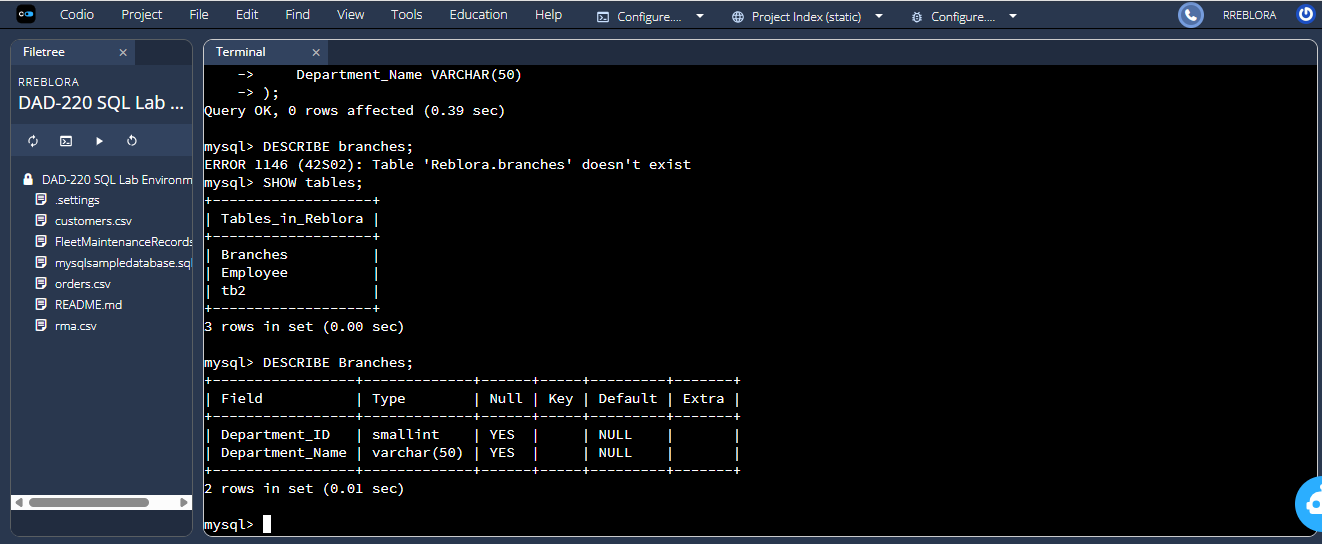 Codio Project File Edit Find View Tools Education Help Configure.... Project Index (static) Configure.... RREBLORA
Filetree ×
RREBLORA
DAD-220 SQL Lab ...
DAD-220 SQL Lab Environm
.settings
customers.csv
FleetMaintenanceRecords
mysqlsampledatabase.sql
orders.csv
README.md
rma.csv
Terminal ×
    ->     Department_Name VARCHAR(50)
    -> );
Query OK, 0 rows affected (0.39 sec)
mysql> DESCRIBE branches;
ERROR 1146 (42S02): Table 'Reblora.branches' doesn't exist
mysql> SHOW tables;
+-------------------+
| Tables_in_Reblora |
+-------------------+
| Branches          |
| Employee          |
| tb2               |
+-------------------+
3 rows in set (0.00 sec)
mysql> DESCRIBE Branches;
+-----------------+-------------+------+-----+---------+-------+
| Field           | Type        | Null | Key | Default | Extra |
+-----------------+-------------+------+-----+---------+-------+
| Department_ID   | smallint    | YES  |     | NULL    |       |
| Department_Name | varchar(50) | YES  |     | NULL    |       |
+-----------------+-------------+------+-----+---------+-------+
2 rows in set (0.01 sec)
mysql>